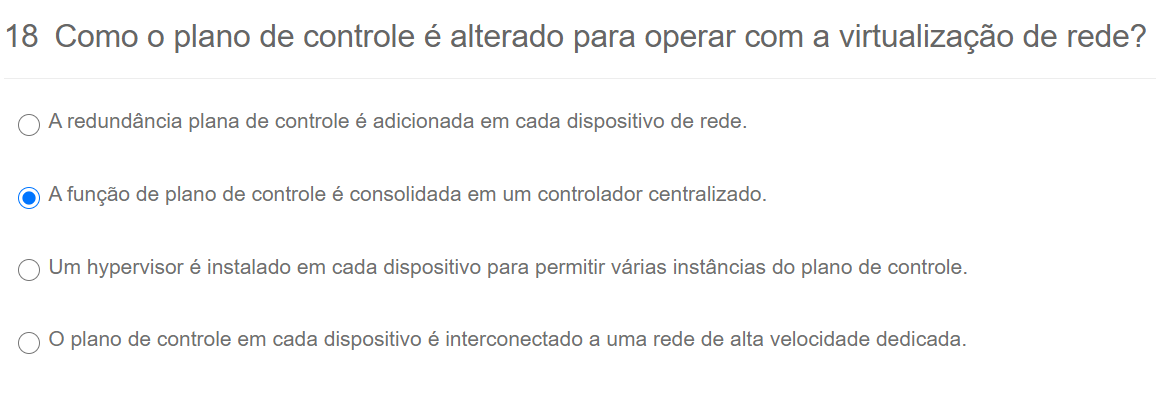 18 Como o plano de controle é alterado para operar com a virtualização de rede?
A redundância plana de controle é adicionada em cada dispositivo de rede.
A função de plano de controle é consolidada em um controlador centralizado.
Um hypervisor é instalado em cada dispositivo para permitir várias instâncias do plano de controle.
O plano de controle em cada dispositivo é interconectado a uma rede de alta velocidade dedicada.